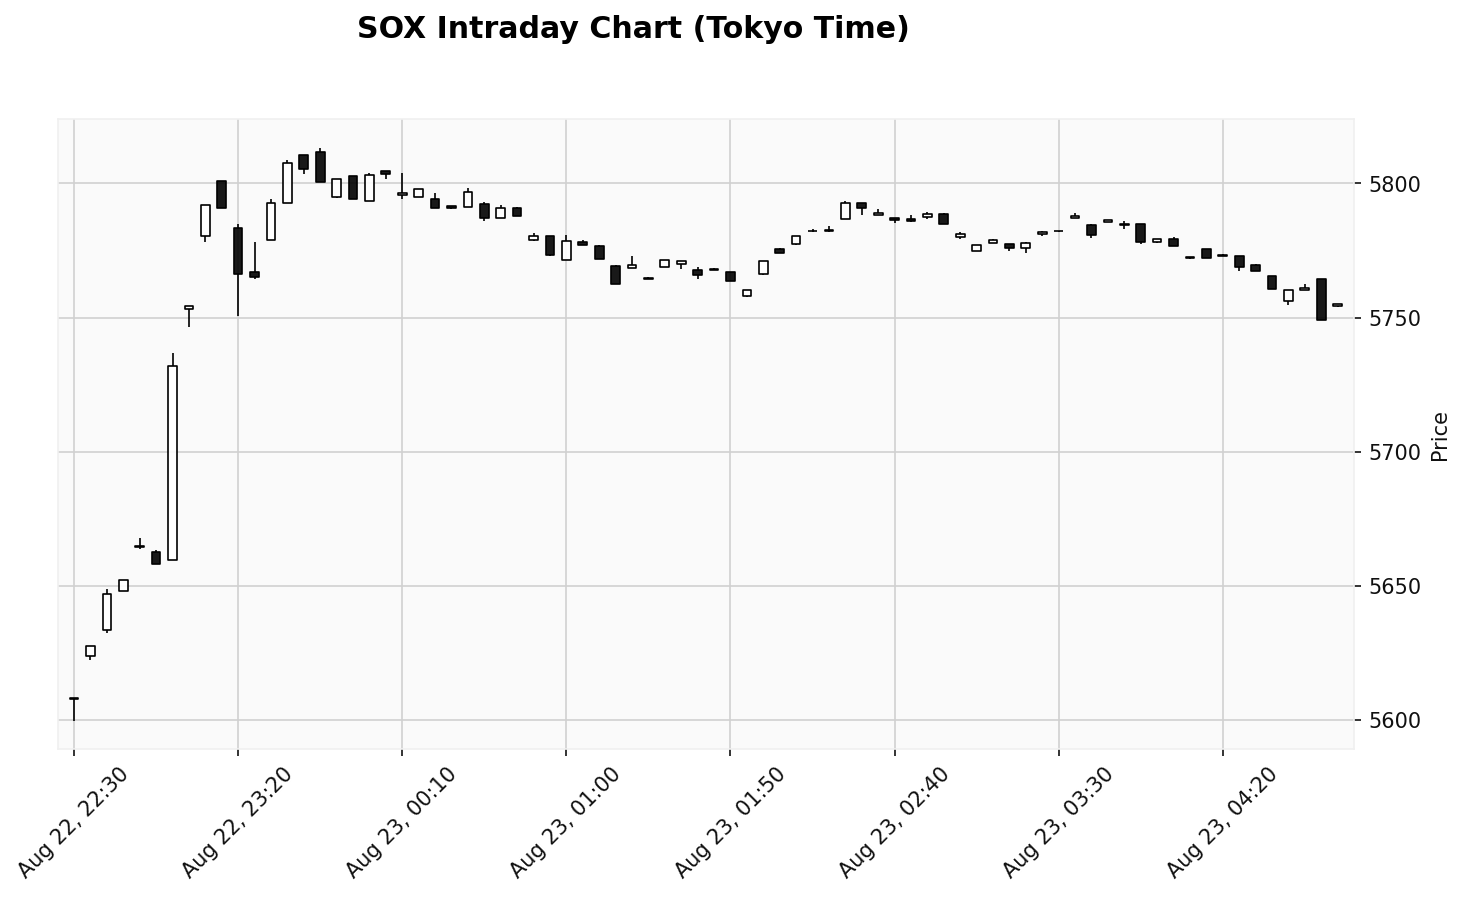 SOX Intraday Chart (Tokyo Time)
5800
5750
5700
5650
5600
Price
Aug 22, 22:30
Aug 22, 23:20
Aug 23, 00:10
Aug 23, 01:00
Aug 23, 01:50
Aug 23, 02:40
Aug 23, 03:30
Aug 23, 04:20